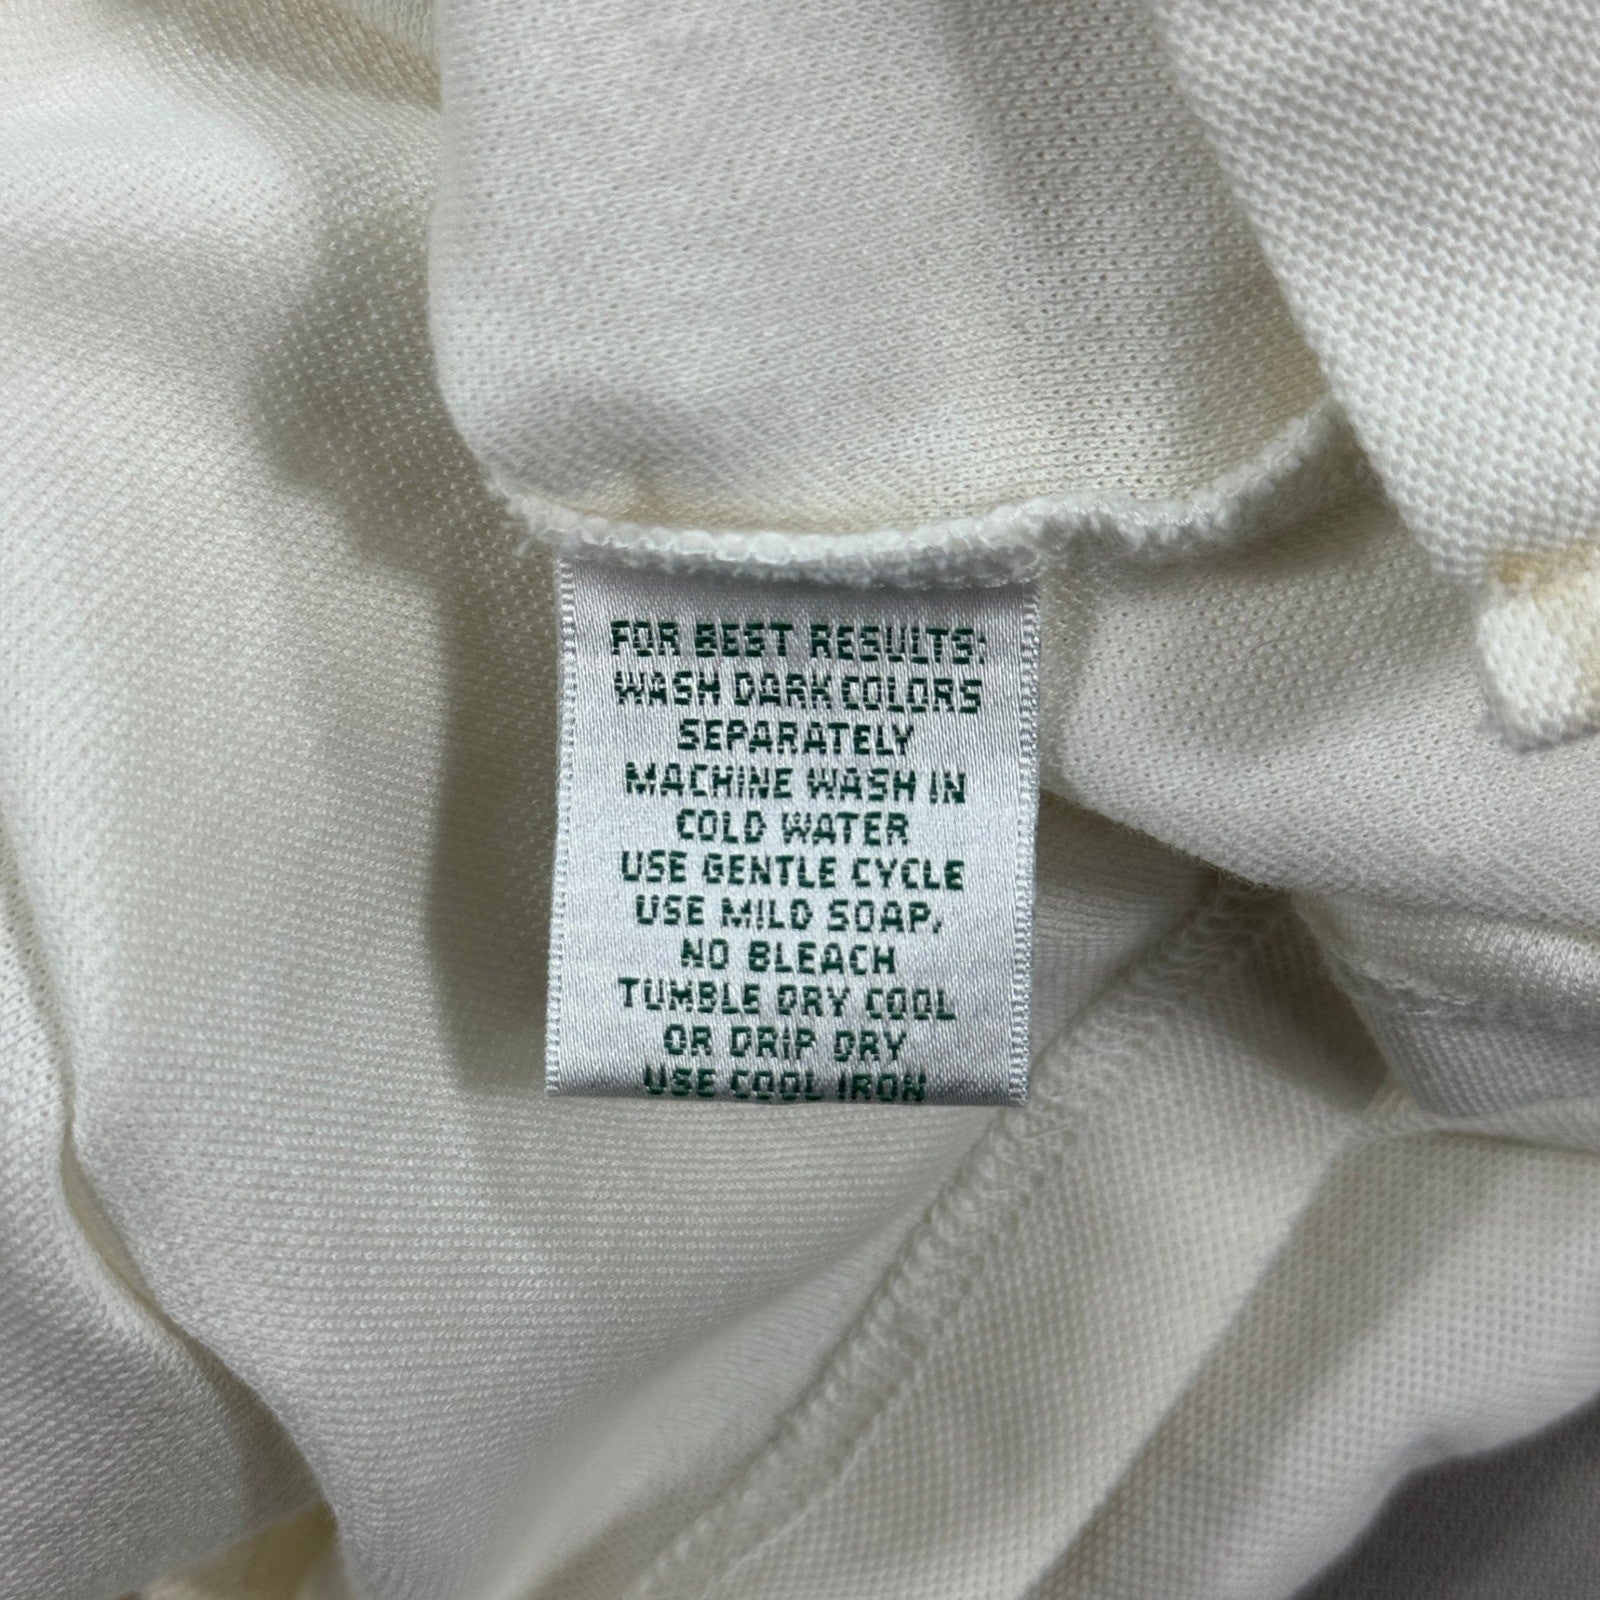 FOR BEST RESULTS:
WASH DARK COLORS
SEPARATELY
MACHINE WASH IN
COLD WATER
USE GENTLE CYCLE
USE MILD SOAP,
NO BLEACH
TUMBLE DRY COOL
OR DRIP DRY
USE COOL IRON